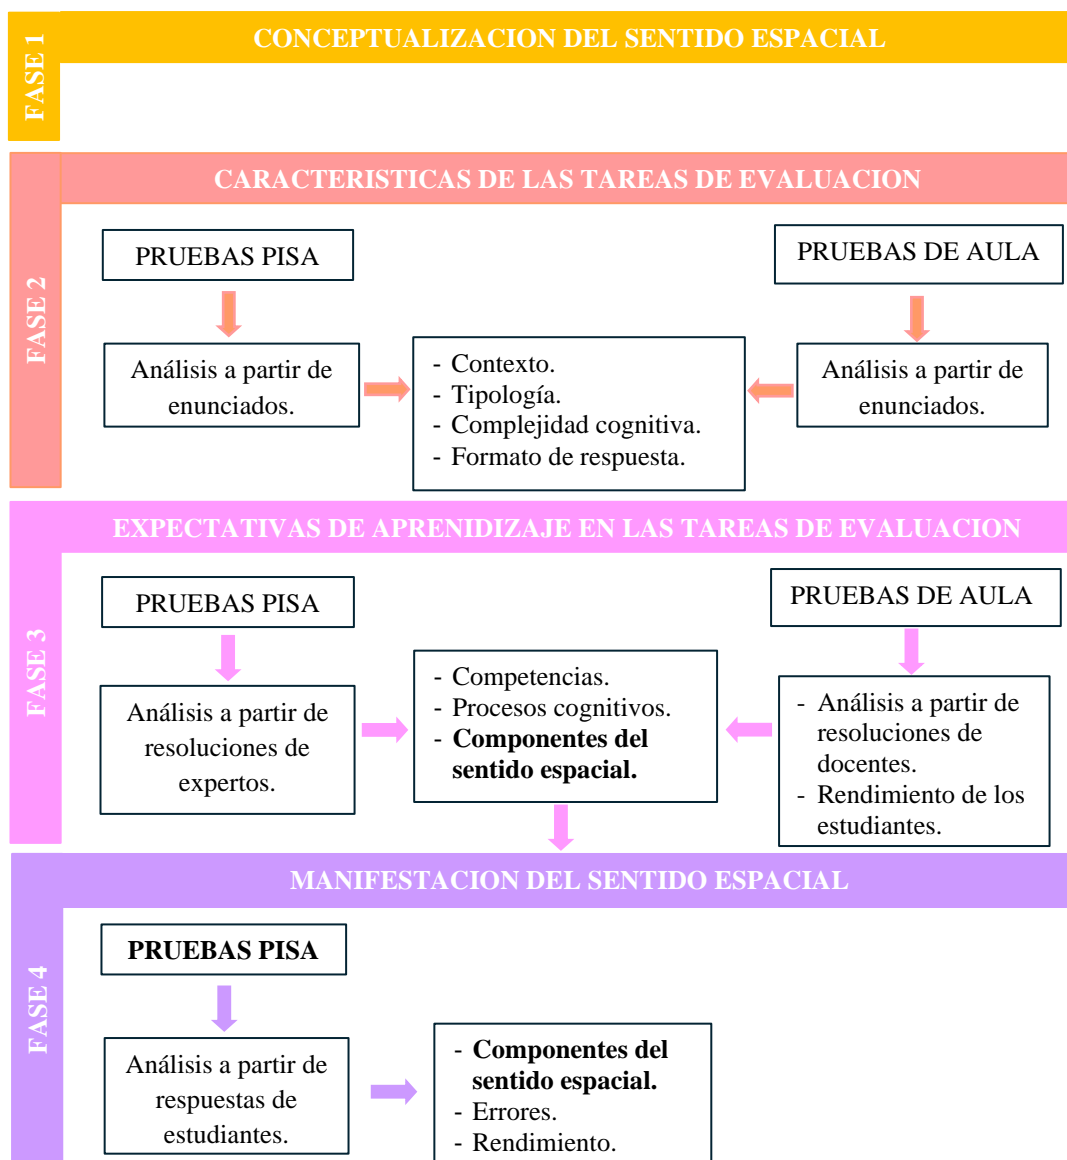 FASE 1
CONCEPTUALIZACION DEL SENTIDO ESPACIAL
FASE 2
CARACTERISTICAS DE LAS TAREAS DE EVALUACION
PRUEBAS PISA
PRUEBAS DE AULA
Análisis a partir de
enunciados.
- Contexto.
- Tipología.
- Complejidad cognitiva.
- Formato de respuesta.
Análisis a partir de
enunciados.
FASE 3
EXPECTATIVAS DE APRENIDIZAJE EN LAS TAREAS DE EVALUACION
PRUEBAS PISA
PRUEBAS DE AULA
Análisis a partir de
resoluciones de
expertos.
- Competencias.
- Procesos cognitivos.
- Componentes del
sentido espacial.
- Análisis a partir de
resoluciones de
docentes.
- Rendimiento de los
estudiantes.
FASE 4
MANIFESTACION DEL SENTIDO ESPACIAL
PRUEBAS PISA
Análisis a partir de
respuestas de
estudiantes.
- Componentes del
sentido espacial.
- Errores.
- Rendimiento.